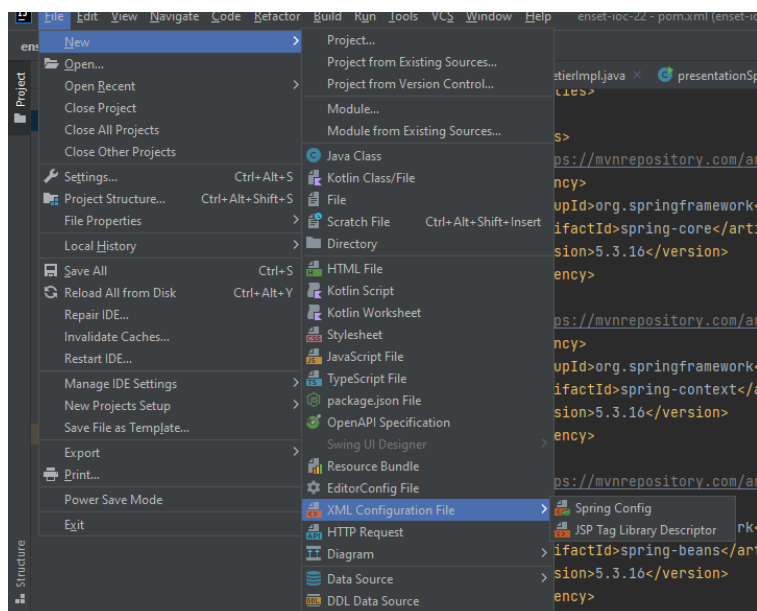 File Edit View Navigate Code Refactor Build Run Tools VCS Window Help enset-ioc-22 - pom.xml (enset-io
ens
Project
Structure
New
Open...
Open Recent
Close Project
Close All Projects
Close Other Projects
Settings... Ctrl+Alt+S
Project Structure... Ctrl+Alt+Shift+S
File Properties
Local History
Save All Ctrl+S
Reload All from Disk Ctrl+Alt+Y
Repair IDE...
Invalidate Caches...
Restart IDE...
Manage IDE Settings
New Projects Setup
Save File as Template...
Export
Print...
Power Save Mode
Exit
Project...
Project from Existing Sources...
Project from Version Control...
Module...
Module from Existing Sources...
Java Class
Kotlin Class/File
File
Scratch File Ctrl+Alt+Shift+Insert
Directory
HTML File
Kotlin Script
Kotlin Worksheet
Stylesheet
JavaScript File
TypeScript File
package.json File
OpenAPI Specification
Swing UI Designer
Resource Bundle
EditorConfig File
XML Configuration File
HTTP Request
Diagram
Data Source
DDL Data Source
Spring Config
JSP Tag Library Descriptor
etierImpl.java presentationSp
ties>
s>
ps://mvnrepository.com/ar
ncy>
upId>org.springframework<
ifactId>spring-core</arti
sion>5.3.16</version>
ency>
ps://mvnrepository.com/ar
ncy>
upId>org.springframework<
ifactId>spring-context</a
sion>5.3.16</version>
ency>
ps://mvnrepository.com/ar
rk<
ifactId>spring-beans</art
sion>5.3.16</version>
ency>